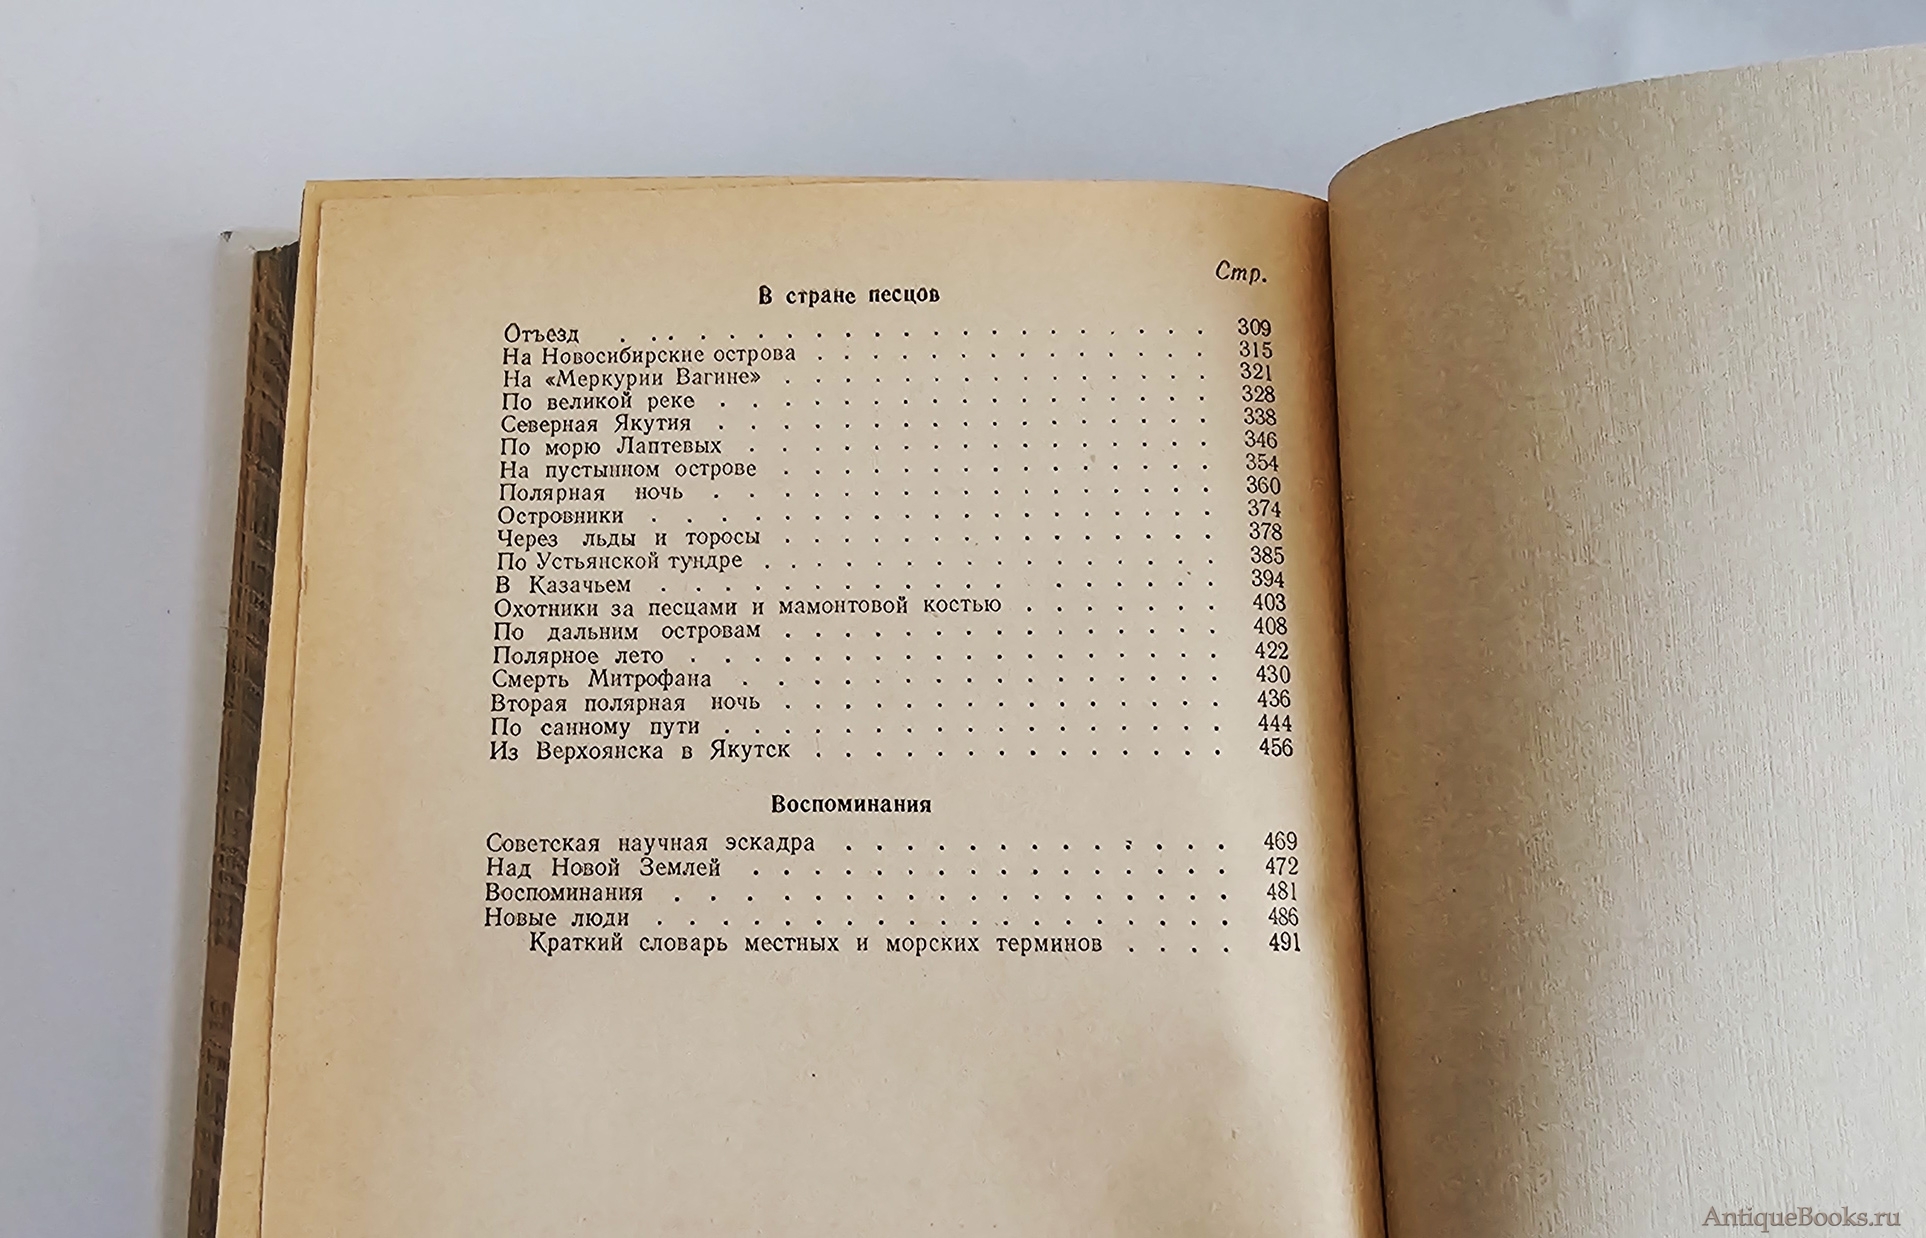 Стр.
В стране песцов
Отъезд . . . . . . . . . . . . . . . . . . . 309
На Новосибирские острова . . . . . . . . . . . . . 315
На «Меркурии Вагине» . . . . . . . . . . . . . . 321
По великой реке . . . . . . . . . . . . . . . . 328
Северная Якутия . . . . . . . . . . . . . . . . 338
По морю Лаптевых . . . . . . . . . . . . . . . 346
На пустынном острове . . . . . . . . . . . . . . 354
Полярная ночь . . . . . . . . . . . . . . . . 360
Островники . . . . . . . . . . . . . . . . . . 374
Через льды и торосы . . . . . . . . . . . . . . 378
По Устьянской тундре . . . . . . . . . . . . . . 385
В Казачьем . . . . . . . . . . . . . . . . . . 394
Охотники за песцами и мамонтовой костью . . . . . . . 403
По дальним островам . . . . . . . . . . . . . . 408
Полярное лето . . . . . . . . . . . . . . . . . 422
Смерть Митрофана . . . . . . . . . . . . . . . 430
Вторая полярная ночь . . . . . . . . . . . . . . 436
По санному пути . . . . . . . . . . . . . . . . 444
Из Верхоянска в Якутск . . . . . . . . . . . . . 456
Воспоминания
Советская научная эскадра . . . . . . . . . . . . . 469
Над Новой Землей . . . . . . . . . . . . . . . 472
Воспоминания . . . . . . . . . . . . . . . . . 481
Новые люди . . . . . . . . . . . . . . . . . . 486
Краткий словарь местных и морских терминов . . . . 491
AntiqueBooks.ru